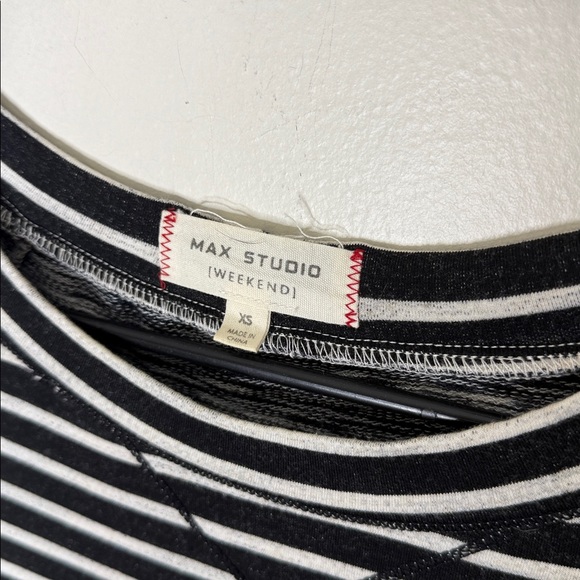 MAX STUDIO
[WEEKEND]
XS
MADE IN
CHINA